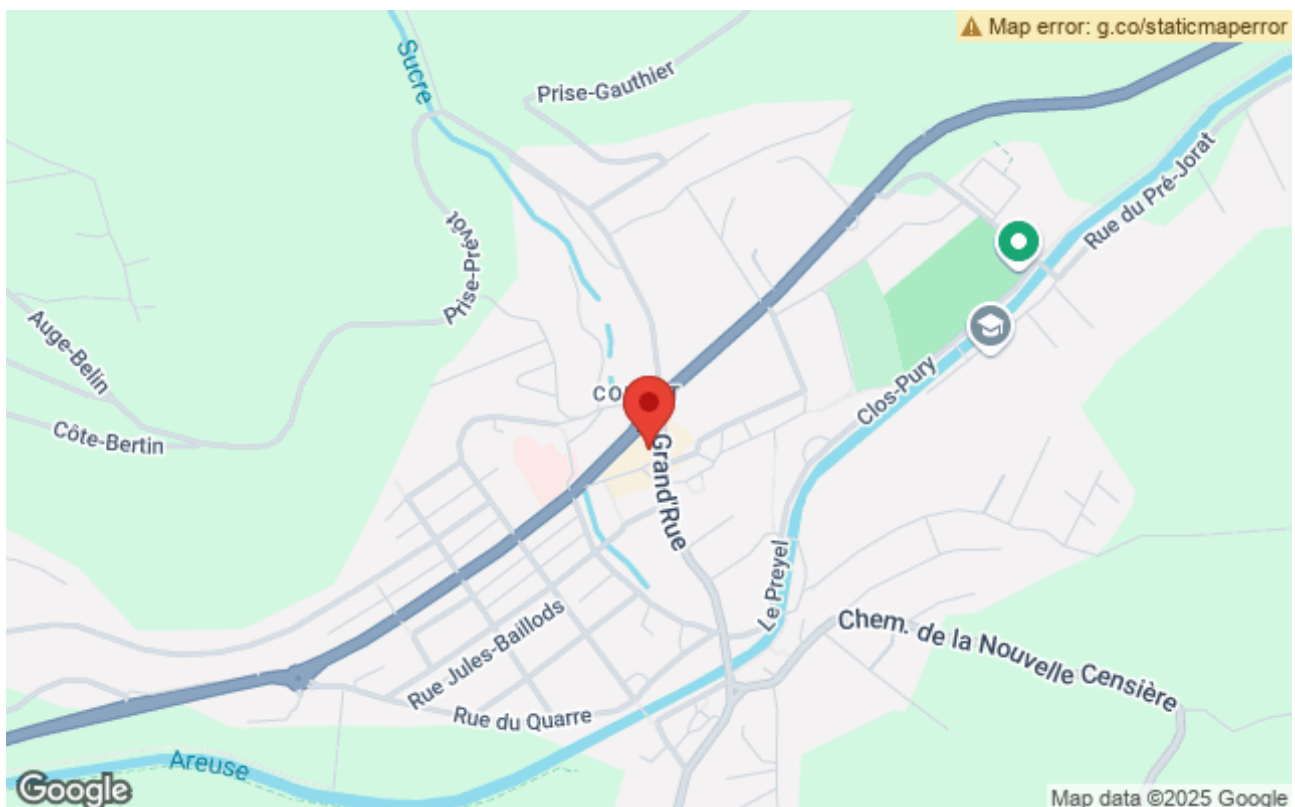 Map error: g.co/staticmaperror
Sucre
Prise-Gauthier
Rue du Pré-Jorat
Prise-Prévôt
Auge-Belin
CO
T
Côte-Bertin
Clos-Pury
Grand'Rue
Le Preyel
Rue Jules-Baillods
Chem. de la Nouvelle Censière
Rue du Quarre
Areuse
Google
Map data ©2025 Google